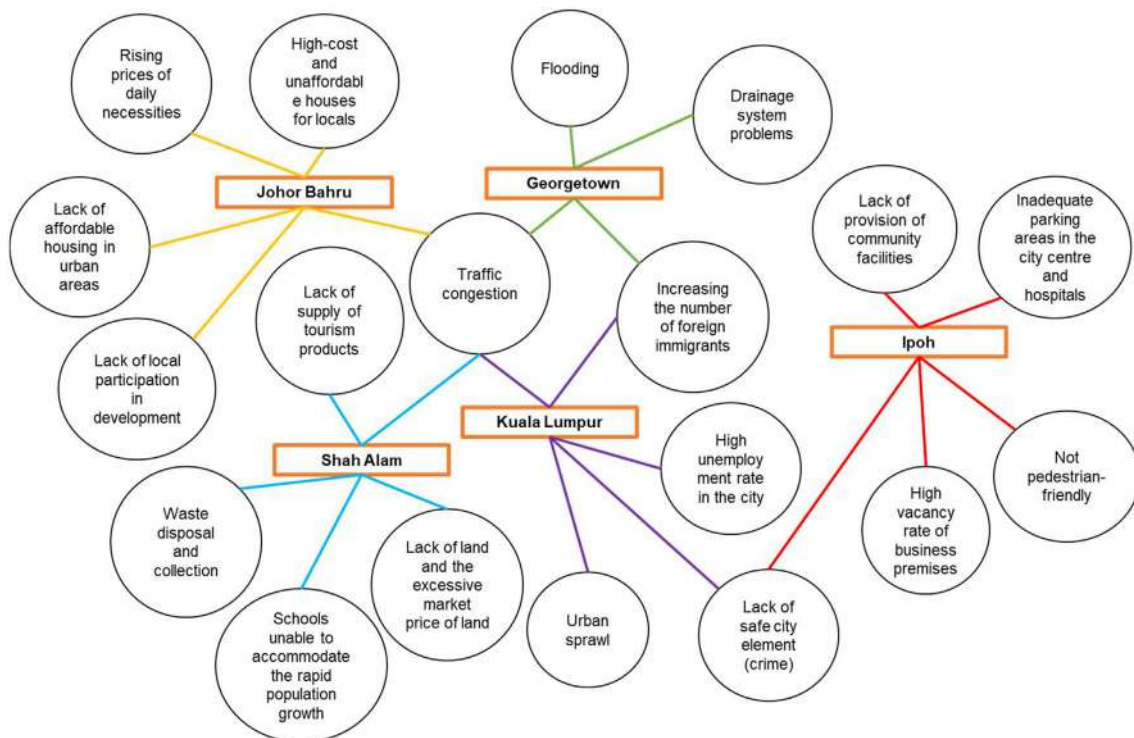 Rising
prices of
daily
necessities
High-cost
and
unaffordabl
e houses
for locals
Flooding
Drainage
system
problems
Johor Bahru
Georgetown
Lack of
affordable
housing in
urban
areas
Lack of
provision of
community
facilities
Inadequate
parking
areas in the
city centre
and
hospitals
Traffic
congestion
Lack of
supply of
tourism
products
Increasing
the number
of foreign
immigrants
Ipoh
Lack of local
participation
in
development
Kuala Lumpur
Shah Alam
High
unemploy
ment rate
in the city
Not
pedestrian-
friendly
High
vacancy
rate of
business
premises
Waste
disposal
and
collection
Lack of land
and the
excessive
market
price of land
Schools
unable to
accommodate
the rapid
population
growth
Urban
sprawl
Lack of
safe city
element
(crime)